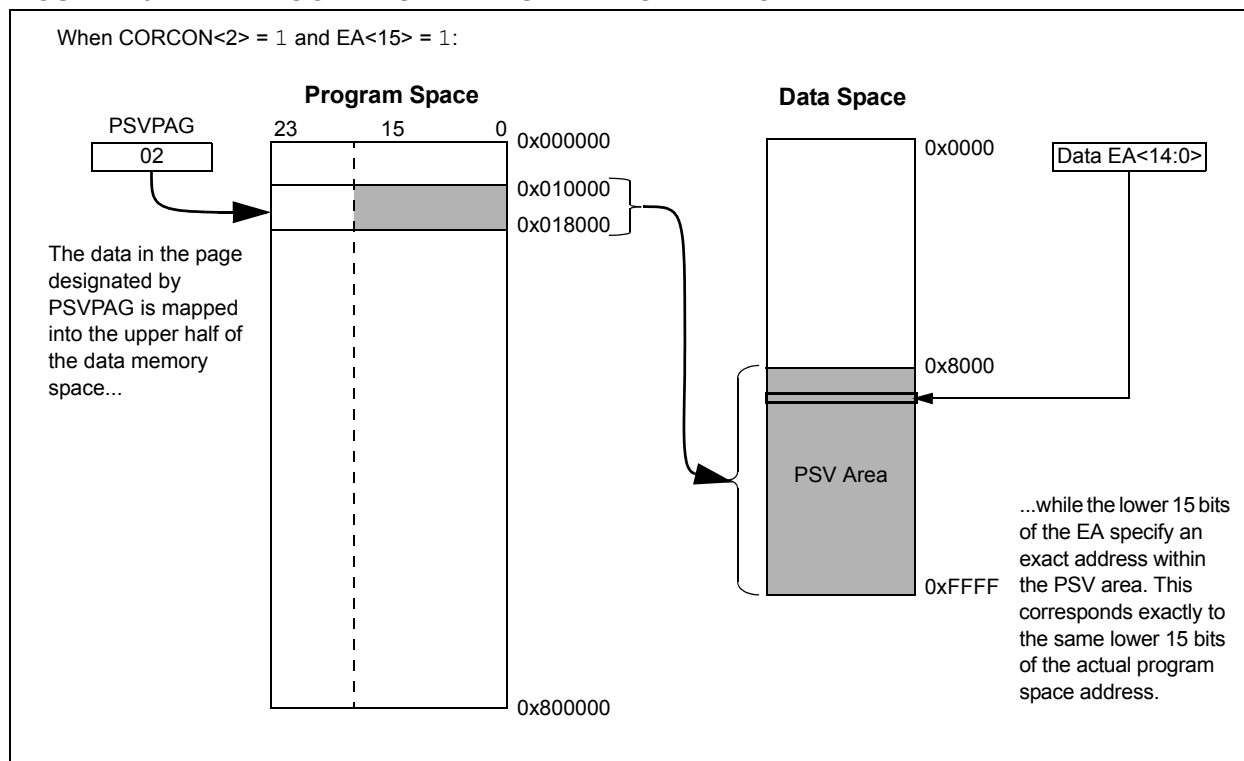 When CORCON<2> = 1 and EA<15> = 1:
Program Space
Data Space
PSVPAG
02
23 15 0
0x000000
0x010000
0x018000
0x800000
The data in the page
designated by
PSVPAG is mapped
into the upper half of
the data memory
space...
0x0000
0x8000
0xFFFF
PSV Area
Data EA<14:0>
...while the lower 15 bits
of the EA specify an
exact address within
the PSV area. This
corresponds exactly to
the same lower 15 bits
of the actual program
space address.